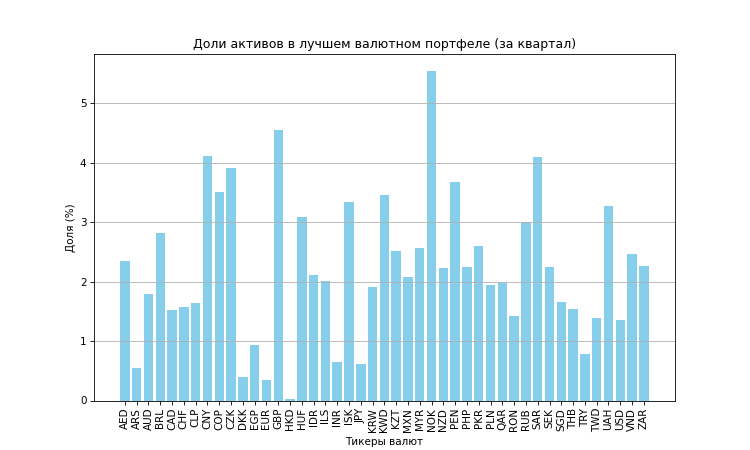 Доли активов в лучшем валютном портфеле (за квартал)
Доля (%)
5
4
3
2
1
0
AED ARS AUD BRL CAD CHF CLP CNY COP CZK DKK EGP EUR GBP HKD HUF IDR ILS INR ISK JPY KRW KWD KZT MXN MYR NOK NZD PEN PHP PKR PLN QAR RON RUB SAR SEK SGD THB TRY TWD UAH USD VND ZAR
Тикеры валют